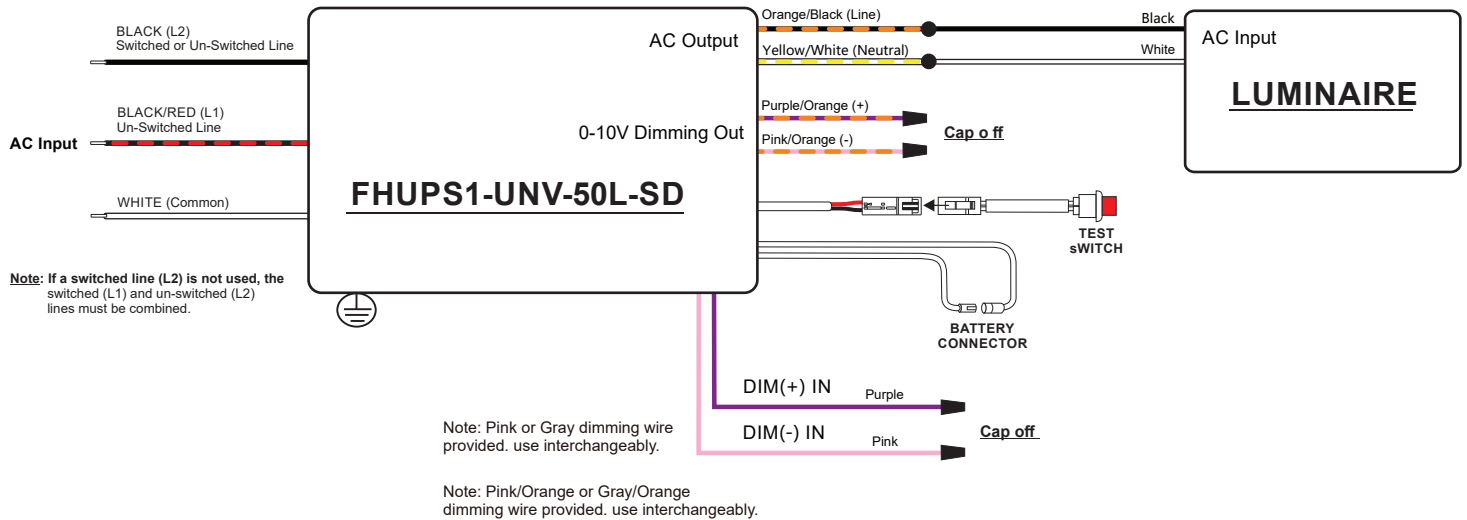 BLACK (L2)
Switched or Un-Switched Line
BLACK/RED (L1)
Un-Switched Line
AC Input
WHITE (Common)
Note: If a switched line (L2) is not used, the
switched (L1) and un-switched (L2)
lines must be combined.
FHUPS1-UNV-50L-SD
AC Output
0-10V Dimming Out
Orange/Black (Line)
Yellow/White (Neutral)
Purple/Orange (+)
Pink/Orange (-)
Cap o ff
Black
White
AC Input
LUMINAIRE
TEST
sWITCH
BATTERY
CONNECTOR
DIM(+) IN
Purple
DIM(-) IN
Pink
Cap off
Note: Pink or Gray dimming wire
provided. use interchangeably.
Note: Pink/Orange or Gray/Orange
dimming wire provided. use interchangeably.